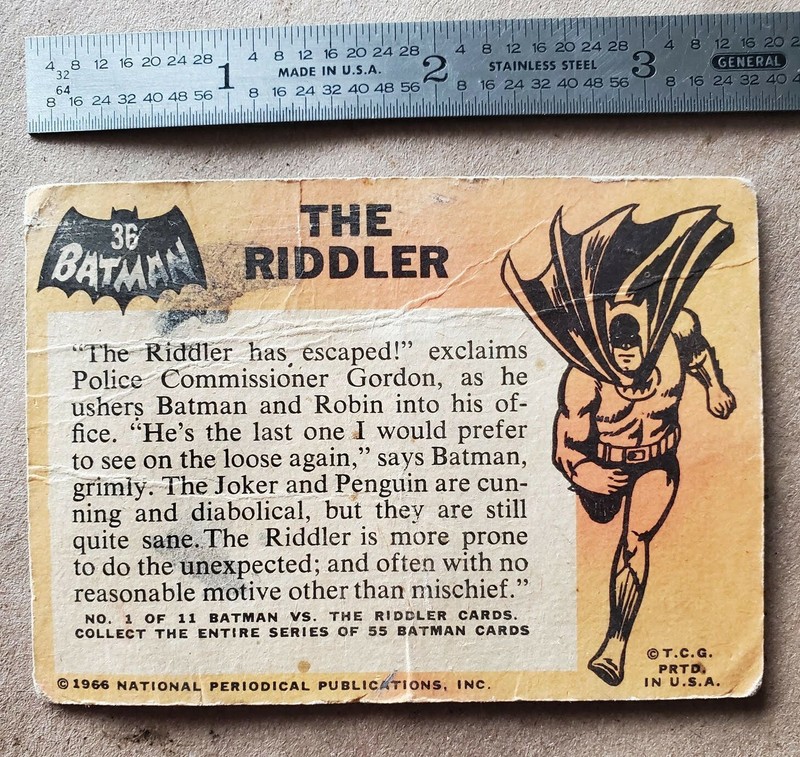 4 8 12 16 20 24 28 1 4 8 12 16 20 24 28 2 4 8 12 16 20 24 28 3 4 8 12 16 20
32 MADE IN U.S.A. STAINLESS STEEL GENERAL
64
8 16 24 32 40 48 56 8 16 24 32 40 48 56 8 16 24 32 40 48 56 8 16 24 32 40
36
BATMAN
THE
RIDDLER
“The Riddler has escaped!” exclaims
Police Commissioner Gordon, as he
ushers Batman and Robin into his of-
fice. “He’s the last one I would prefer
to see on the loose again,” says Batman,
grimly. The Joker and Penguin are cun-
ning and diabolical, but they are still
quite sane. The Riddler is more prone
to do the unexpected; and often with no
reasonable motive other than mischief.”
NO. 1 OF 11 BATMAN VS. THE RIDDLER CARDS.
COLLECT THE ENTIRE SERIES OF 55 BATMAN CARDS
© 1966 NATIONAL PERIODICAL PUBLICATIONS, INC.
© T.C.G.
PRTD.
IN U.S.A.